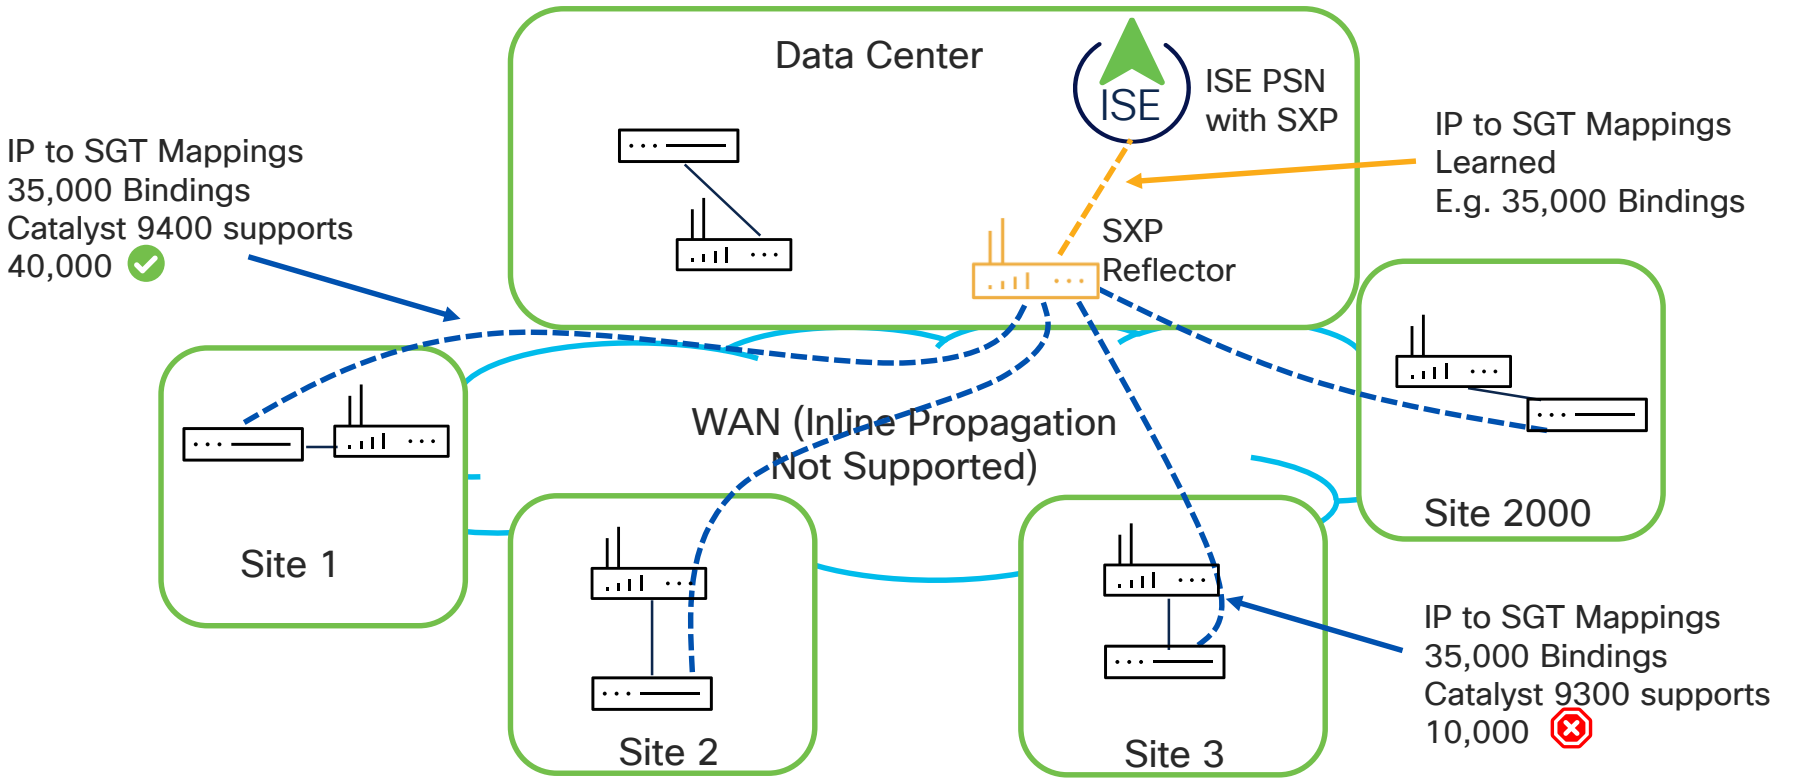 Data Center
ISE
ISE PSN
with SXP
IP to SGT Mappings
Learned
E.g. 35,000 Bindings
IP to SGT Mappings
35,000 Bindings
Catalyst 9400 supports
40,000
SXP
Reflector
WAN (Inline Propagation
Not Supported)
Site 1
Site 2
Site 3
Site 2000
IP to SGT Mappings
35,000 Bindings
Catalyst 9300 supports
10,000